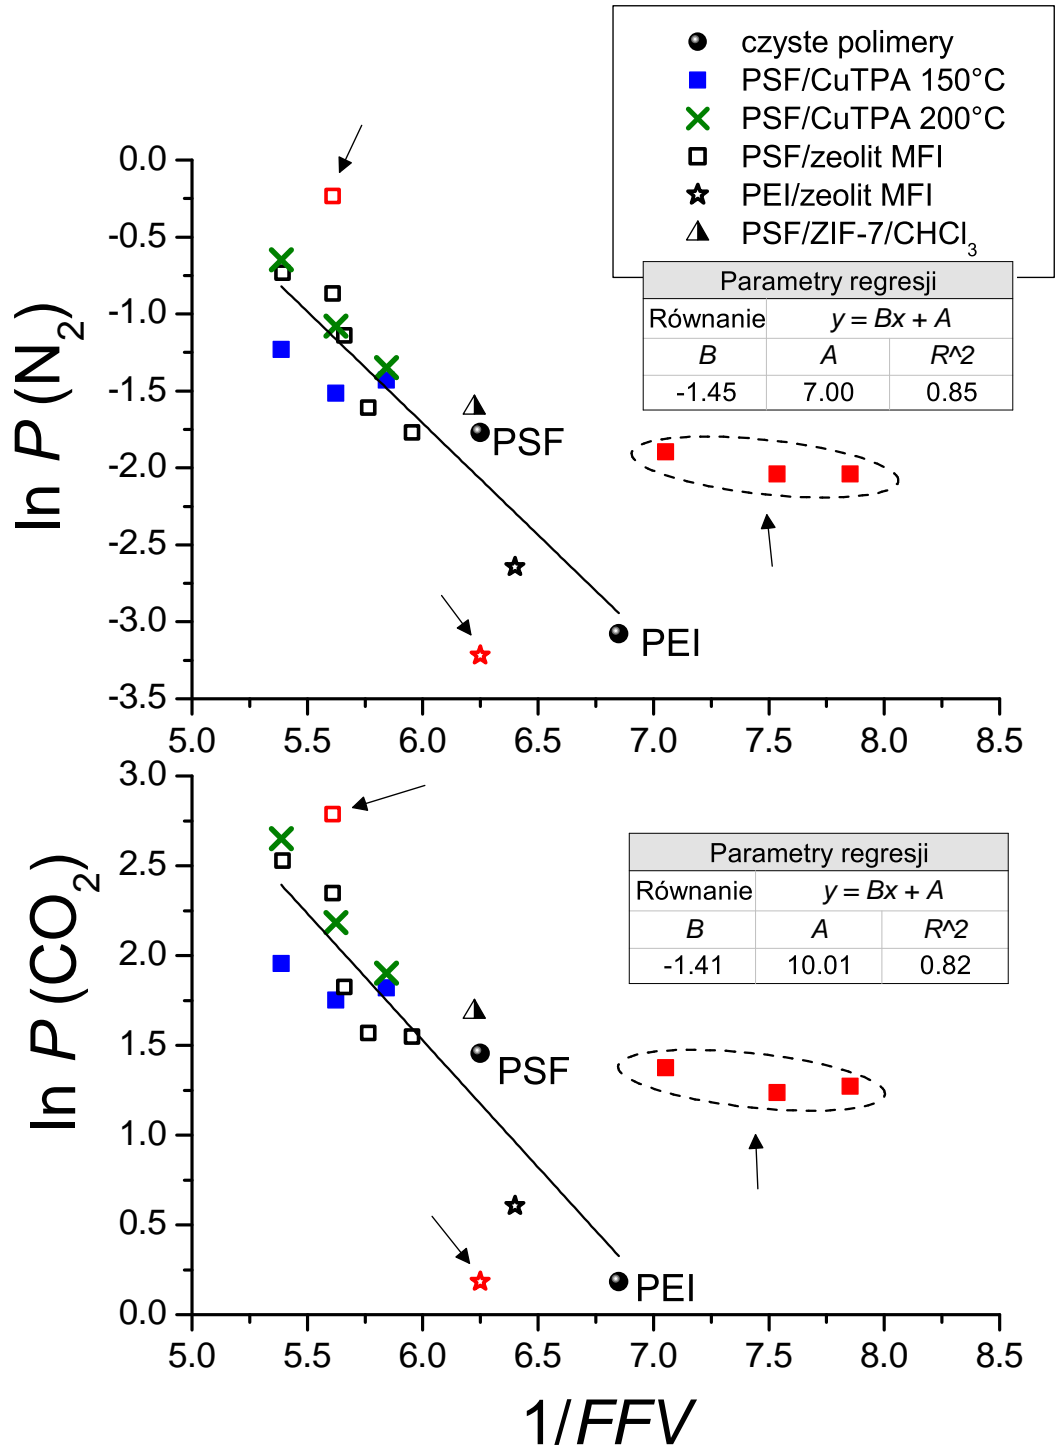 czyste polimery
PSF/CuTPA 150°C
PSF/CuTPA 200°C
PSF/zeolit MFI
PEI/zeolit MFI
PSF/ZIF-7/CHCl3
Parametry regresji
Równanie y = Bx + A
B A R^2
-1.45 7.00 0.85
ln P (N2)
0.0
-0.5
-1.0
-1.5
-2.0
-2.5
-3.0
-3.5
PSF
PEI
5.0 5.5 6.0 6.5 7.0 7.5 8.0 8.5
ln P (CO2)
3.0
2.5
2.0
1.5
1.0
0.5
0.0
Parametry regresji
Równanie y = Bx + A
B A R^2
-1.41 10.01 0.82
PSF
PEI
5.0 5.5 6.0 6.5 7.0 7.5 8.0 8.5
1/FFV